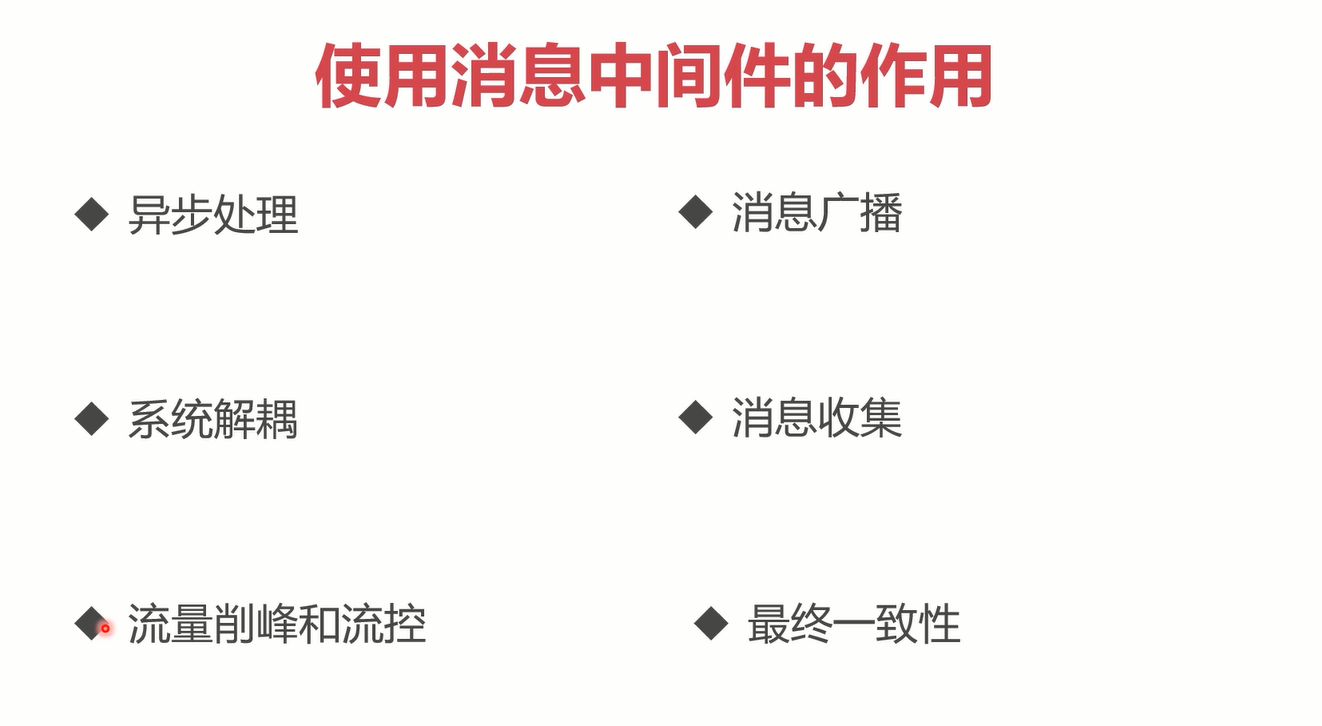 使用消息中间件的作用
异步处理
消息广播
系统解耦
消息收集
流量削峰和流控
最终一致性